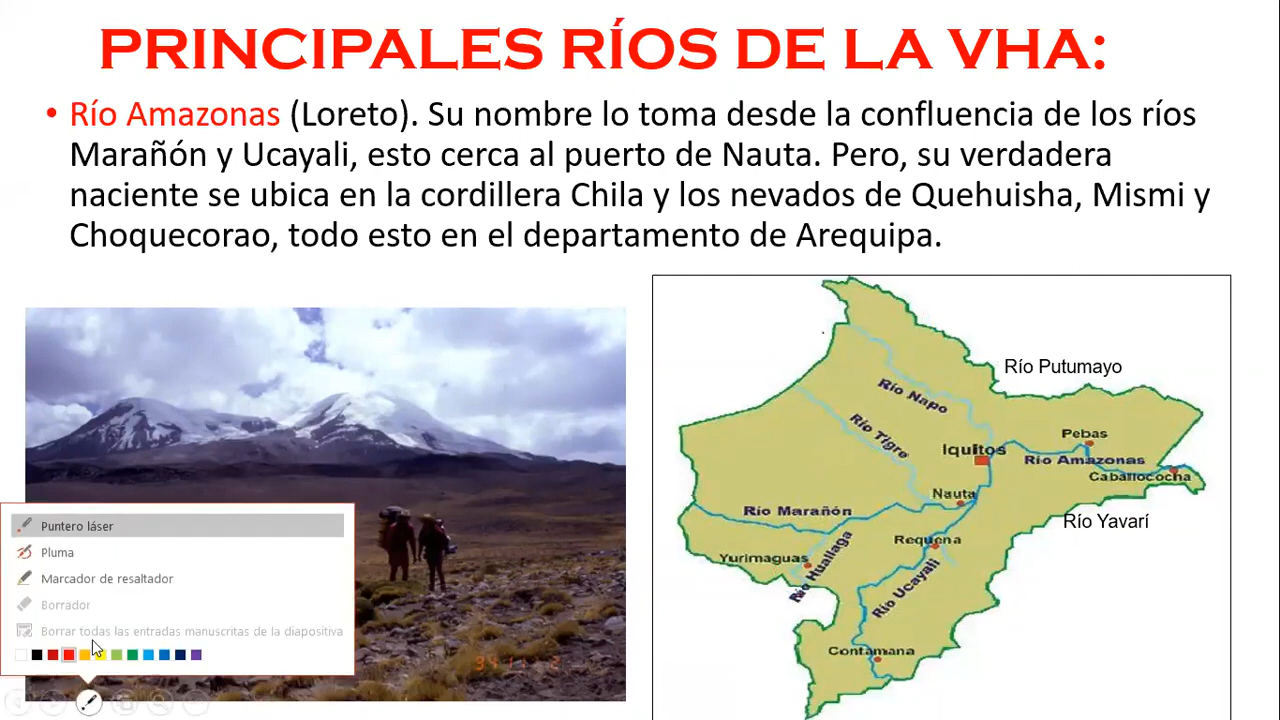 PRINCIPALES RÍOS DE LA VHA:
• Río Amazonas (Loreto). Su nombre lo toma desde la confluencia de los ríos
Marañón y Ucayali, esto cerca al puerto de Nauta. Pero, su verdadera
naciente se ubica en la cordillera Chila y los nevados de Quehuisha, Mismi y
Choquecorao, todo esto en el departamento de Arequipa.
Puntero láser
Pluma
Marcador de resaltador
Borrador
Borrar todas las entradas manuscritas de la diapositiva
Río Putumayo
Río Napo
Río Tigre
Pebas
Iquitos
Río Amazonas
Caballococha
Nauta
Río Marañón
Río Yavarí
Requena
Yurimaguas
Río Huallaga
Río Ucayali
Contamana